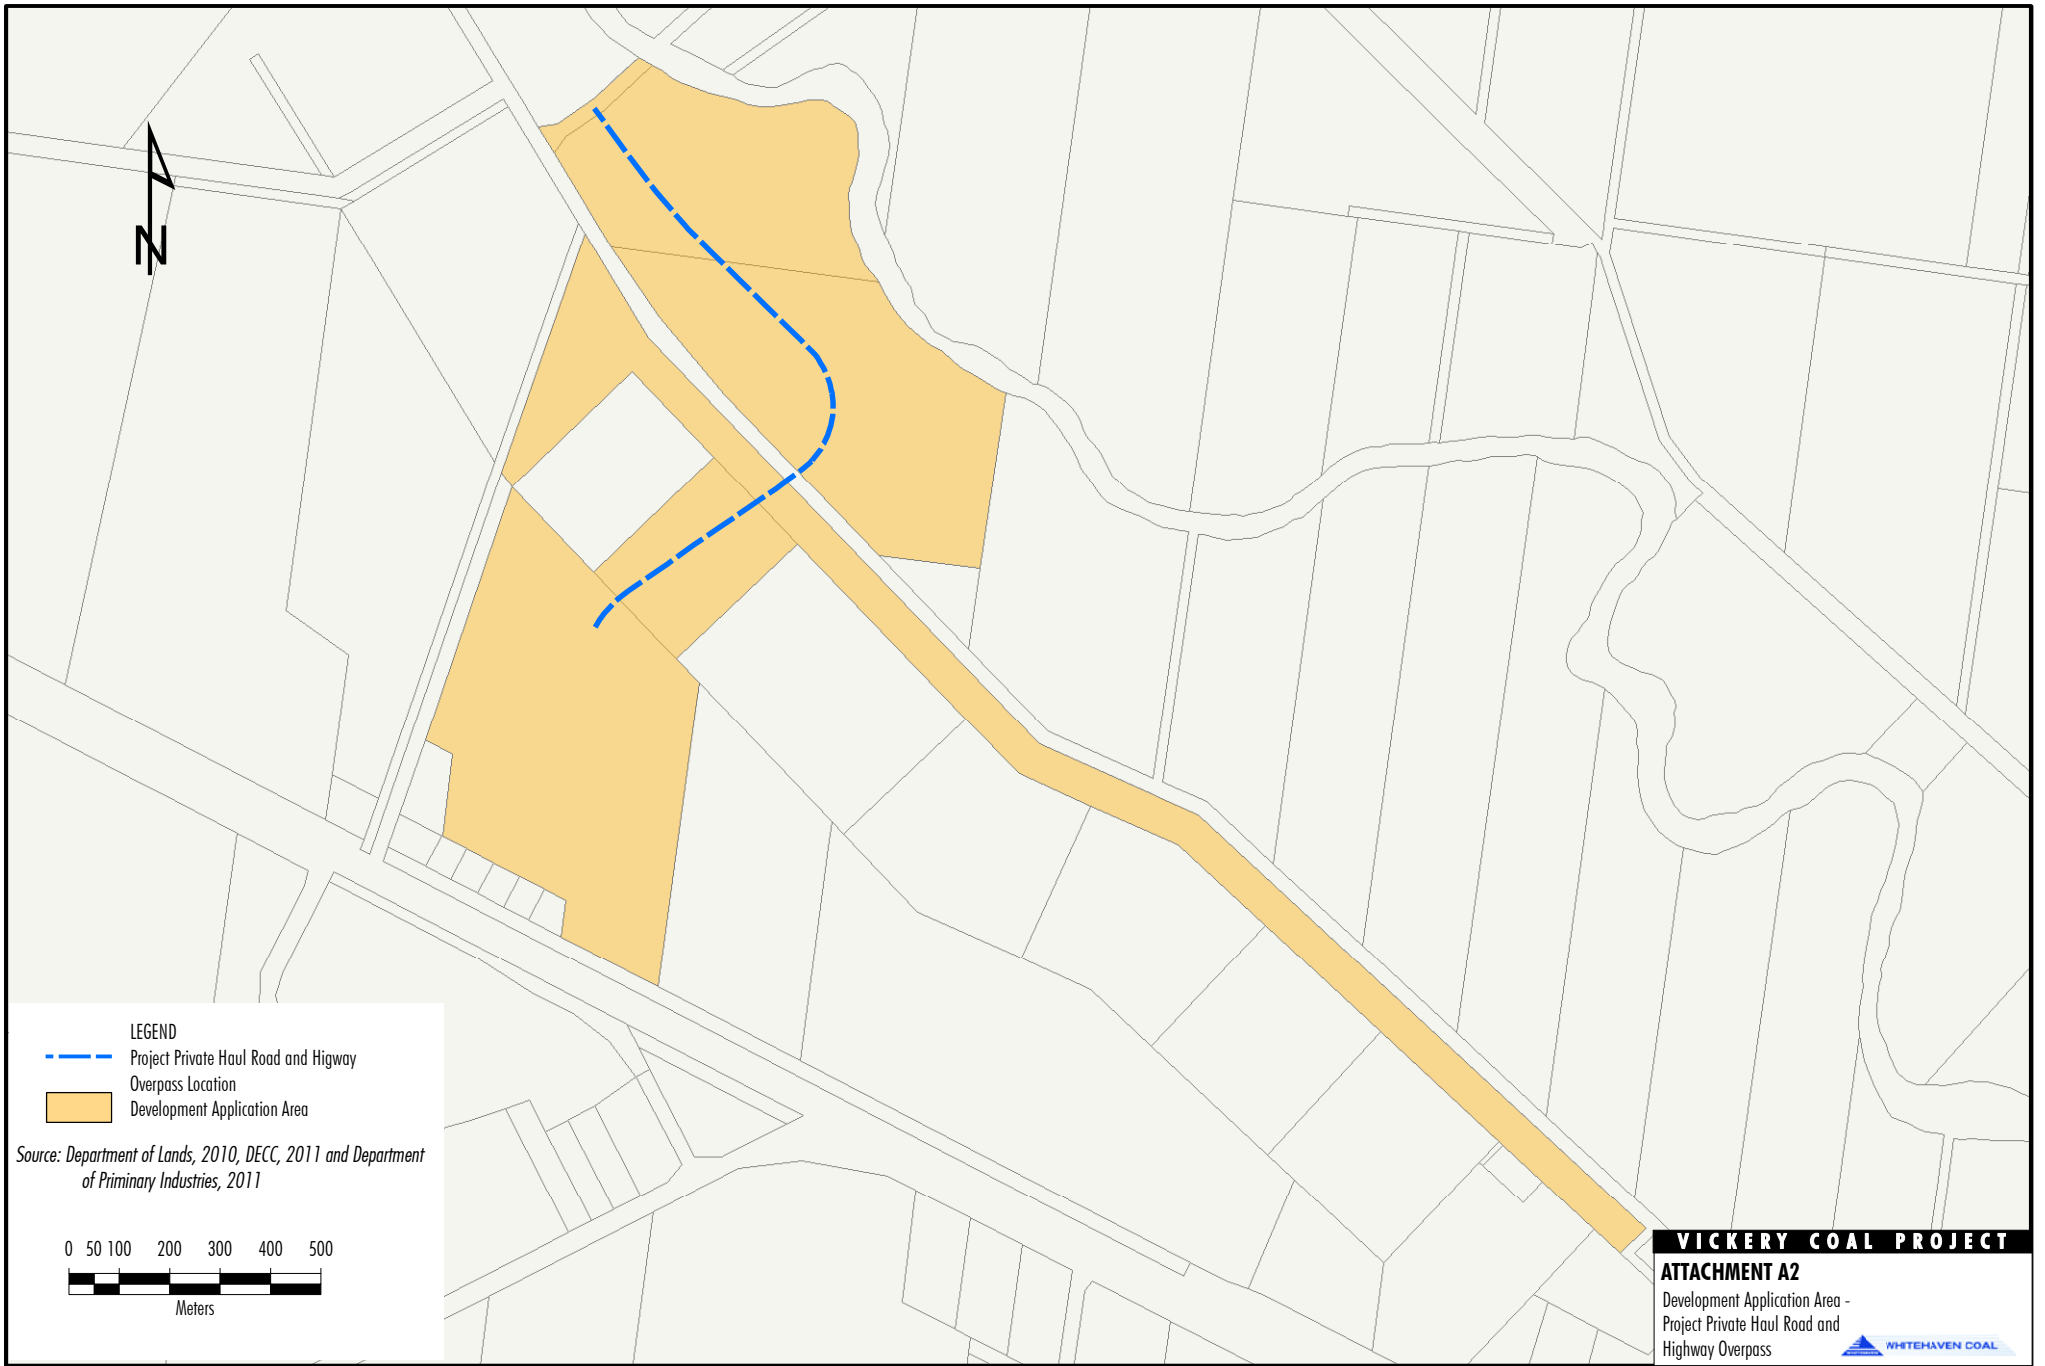 N
LEGEND
Project Private Haul Road and Higway
Overpass Location
Development Application Area
Source: Department of Lands, 2010, DECC, 2011 and Department
of Priminary Industries, 2011
0 50 100 200 300 400 500
Meters
VICKERY COAL PROJECT
ATTACHMENT A2
Development Application Area -
Project Private Haul Road and
Highway Overpass
WHITEHAVEN COAL